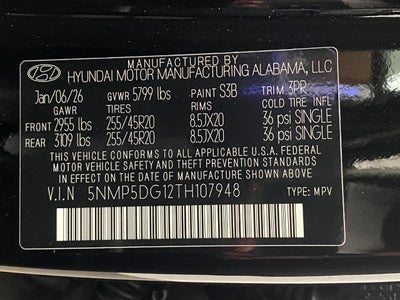 MANUFACTURED BY
HYUNDAI MOTOR MANUFACTURING ALABAMA, LLC
Jan/06/26 GVWR 5799 lbs PAINT S3B TRIM 3PR
GAWR TIRES RIMS COLD TIRE INFL
FRONT 2955 lbs 255/45R20 8.5JX20 36 psi SINGLE
REAR 3109 lbs 255/45R20 8.5JX20 36 psi SINGLE
THIS VEHICLE CONFORMS TO ALL APPLICABLE U.S.
FEDERAL MOTOR VEHICLE SAFETY STANDARDS IN EFFECT
ON THE DATE OF MANUFACTURE SHOWN ABOVE.
V.I.N 5NMP5DG12TH107948 TYPE: MPV